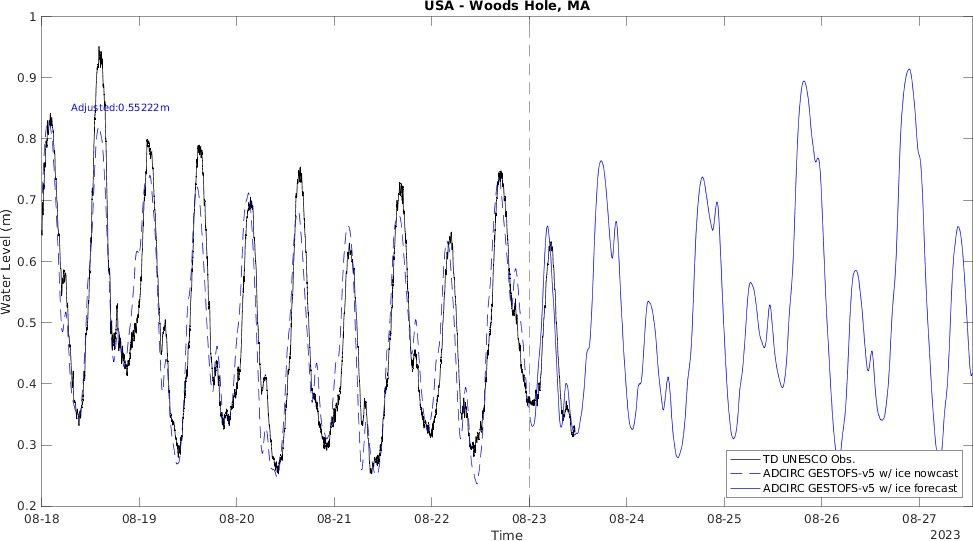 USA - Woods Hole, MA
1
0.9
0.8
0.7
0.6
0.5
0.4
0.3
0.2
Water Level (m)
Adjusted:0.55222m
TD UNESCO Obs.
ADCIRC GESTOFS-v5 w/ ice nowcast
ADCIRC GESTOFS-v5 w/ ice forecast
08-18 08-19 08-20 08-21 08-22 08-23 08-24 08-25 08-26 08-27
Time
2023